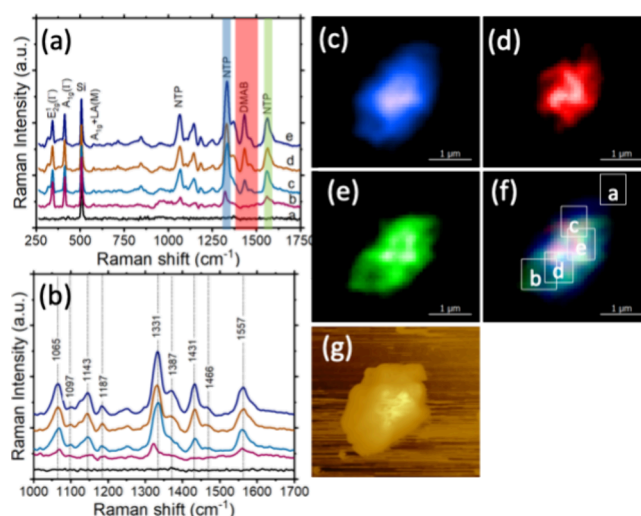 (a)
Raman Intensity (a.u.)
Si
A1g+LA(M)
NTP
NTP
DMAB
NTP
e
d
c
b
a
250 500 750 1000 1250 1500 1750
Raman shift (cm-1)
(b)
Raman Intensity (a.u.)
1065
1097
1143
1187
1331
1387
1431
1466
1557
1000 1100 1200 1300 1400 1500 1600 1700
Raman shift (cm-1)
(c)
1 µm
(d)
1 µm
(e)
1 µm
(f)
a
c
e
b
d
1 µm
(g)